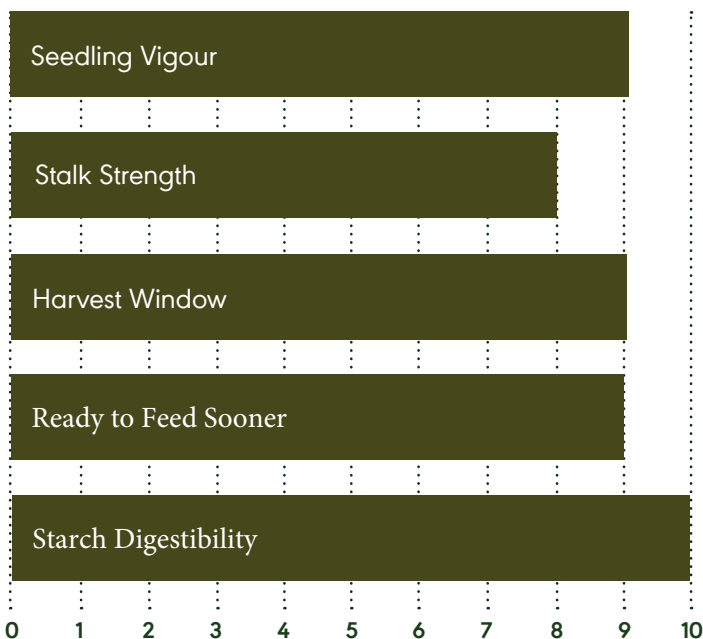 Seedling Vigour
Stalk Strength
Harvest Window
Ready to Feed Sooner
Starch Digestibility
0 1 2 3 4 5 6 7 8 9 10